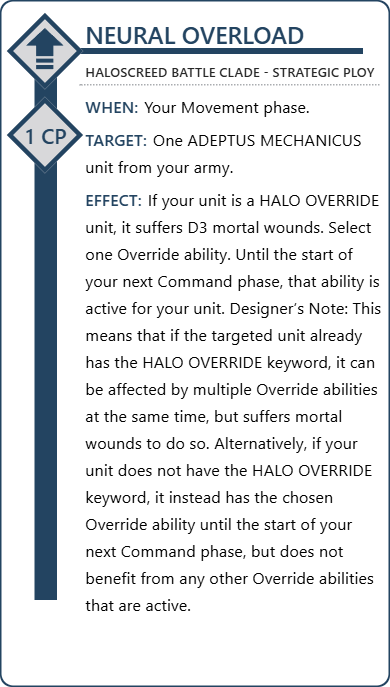 NEURAL OVERLOAD
HALOSCREED BATTLE CLADE - STRATEGIC PLOY
1 CP
WHEN: Your Movement phase.
TARGET: One ADEPTUS MECHANICUS
unit from your army.
EFFECT: If your unit is a HALO OVERRIDE
unit, it suffers D3 mortal wounds. Select
one Override ability. Until the start of
your next Command phase, that ability is
active for your unit. Designer’s Note: This
means that if the targeted unit already
has the HALO OVERRIDE keyword, it can
be affected by multiple Override abilities
at the same time, but suffers mortal
wounds to do so. Alternatively, if your
unit does not have the HALO OVERRIDE
keyword, it instead has the chosen
Override ability until the start of your
next Command phase, but does not
benefit from any other Override abilities
that are active.